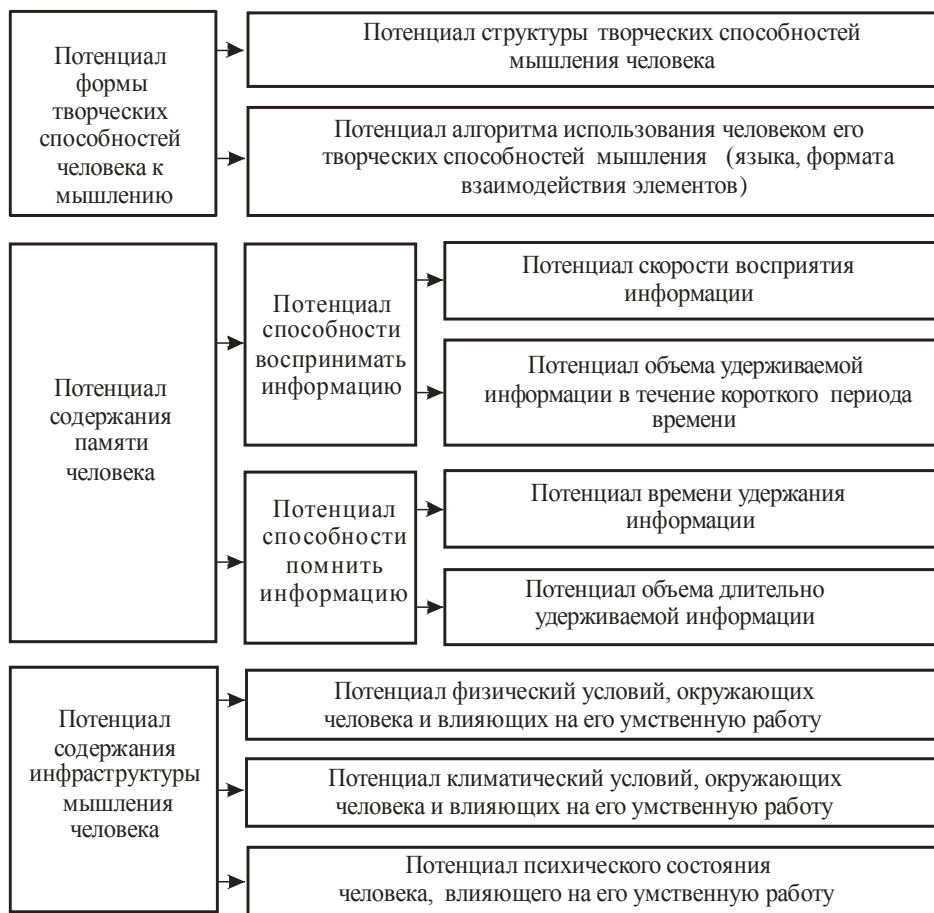 Потенциал
формы
творческих
способностей
человека к
мышлению
Потенциал структуры творческих способностей
мышления человека
Потенциал алгоритма использования человеком его
творческих способностей мышления (языка, формата
взаимодействия элементов)
Потенциал
содержания
памяти
человека
Потенциал
способности
воспринимать
информацию
Потенциал скорости восприятия
информации
Потенциал объема удерживаемой
информации в течение короткого периода
времени
Потенциал
способности
помнить
информацию
Потенциал времени удержания
информации
Потенциал объема длительно
удерживаемой информации
Потенциал
содержания
инфраструктуры
мышления
человека
Потенциал физический условий, окружающих
человека и влияющих на его умственную работу
Потенциал климатический условий, окружающих
человека и влияющих на его умственную работу
Потенциал психического состояния
человека, влияющего на его умственную работу